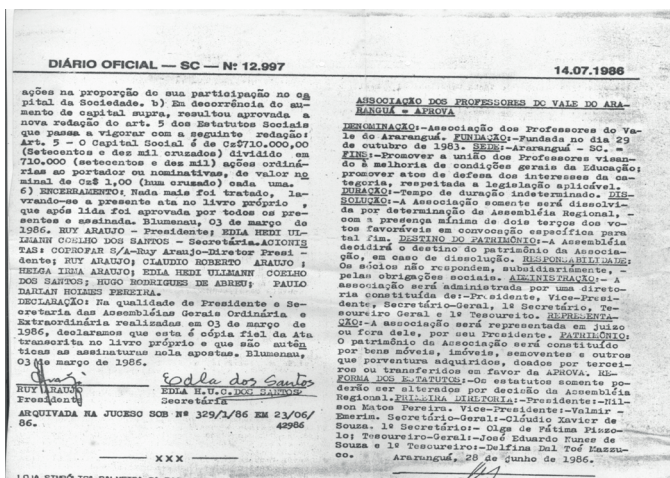 DIÁRIO OFICIAL — SC — Nº 12.997
14.07.1986
ações na proporção de sua participação no ca
pital da Sociedade. b) Em decorrência do au-
mento de capital supra, resultou aprovada a
nova redação do art. 5 dos Estatutos Sociais
que passa a vigorar com a seguinte redação:
Art. 5 - O Capital Social é de Cz$710.000,00
(Setecentos e dez mil cruzados) dividido em
710.000 (setecentos e dez mil) ações ordiná-
rias ao portador ou nominativas, de valor no
minal de Cz$ 1,00 (hum cruzado) cada uma.
6) ENCERRAMENTO: Nada mais foi tratado, la-
vrando-se a presente ata no livro próprio ,
que após lida foi aprovada por todos os pre-
sentes e assinada. Blumenau, 03 de março de
1986. RUY ARAUJO - Presidente; EDLA HEDI UL-
LMANN COELHO DOS SANTOS - Secretária. ACIONIS
TAS: COPROPAR S/A-Ruy Araujo-Diretor Presi -
dente; RUY ARAUJO; CLAUDIO ROBERTO ARAUJO ;
HELGA IRMA ARAUJO; EDLA HEDI ULLMANN COELHO
DOS SANTOS; HUGO RODRIGUES DE ABREU; PAULO
DARLAN HOLMES PEREIRA.
DECLARAÇÃO: Na qualidade de Presidente e Se-
cretaria das Assembléias Gerais Ordinária e
Extraordinária realizadas em 03 de março de
1986, declaramos que esta é cópia fiel da Ata
transcrita no livro próprio e que são autên
ticas as assinaturas nela apostas. Blumenau,
03 de março de 1986.
Edla dos Santos
RUY ARAUJO
EDLA H.U.C. DOS SANTOS
Presidente
Secretária
ARQUIVADA NA JUCESC SOB Nº 329/1/86 EM 23/06/
86.
42986
xxx
ASSOCIAÇÃO DOS PROFESSORES DO VALE DO ARA-
RANGUÁ - APROVA
DENOMINAÇÃO:-Associação dos Professores do Va-
le do Araranguá. FUNDAÇÃO:-Fundada no dia 29
de outubro de 1983. SEDE:-Araranguá - SC. -
FINS:-Promover a união dos Professores visan-
do à melhoria de condições gerais da Educação;
promover atos de defesa dos interesses da ca-
tegoria, respeitada a legislação aplicável.
DURAÇÃO:-Tempo de duração indeterminado. DIS-
SOLUÇÃO:-A Associação somente será dissolvi-
da por determinação da Assembléia Regional, -
com a presença mínima de dois terços dos vo-
tos favoráveis em convocação específica para
tal fim. DESTINO DO PATRIMÔNIO:-A Assembléia
decidirá o destino do patrimônio da Associa-
ção, em caso de dissolução. RESPONSABILIDADE:
Os sócios não respondem, subsidiariamente, -
pelas obrigações sociais. ADMINISTRAÇÃO:- A
associação será administrada por uma direto-
ria constituída de:-Presidente, Vice-Presi-
dente, Secretário-Geral, 1º Secretário, Te-
soureiro Geral e 1º Tesoureiro. REPRESENTA-
ÇÃO:-A associação será representada em juizo
ou fora dele, por seu Presidente. PATRIMÔNIO:
O patrimônio da Associação será constituído
por bens móveis, imóveis, semoventes e outros
que porventura adquiridos, doados por tercei-
ros ou transferidos em favor da APROVA. RE-
FORMA DOS ESTATUTOS:-Os estatutos somente po-
derão ser alterados por decisão da Assembléia
Regional. PRIMEIRA DIRETORIA:-Presidente:-Nil-
son Matos Pereira. Vice-Presidente:-Valmir -
Emerim. Secretário-Geral:-Cláudio Xavier de
Souza. 1º Secretário:- Olga de Fátima Pizzo-
lo; Tesoureiro-Geral:-José Eduardo Nunes de
Souza e 1º Tesoureiro:-Delfina Dal Toé Mazzu-
co.
Araranguá, 28 de junho de 1986.